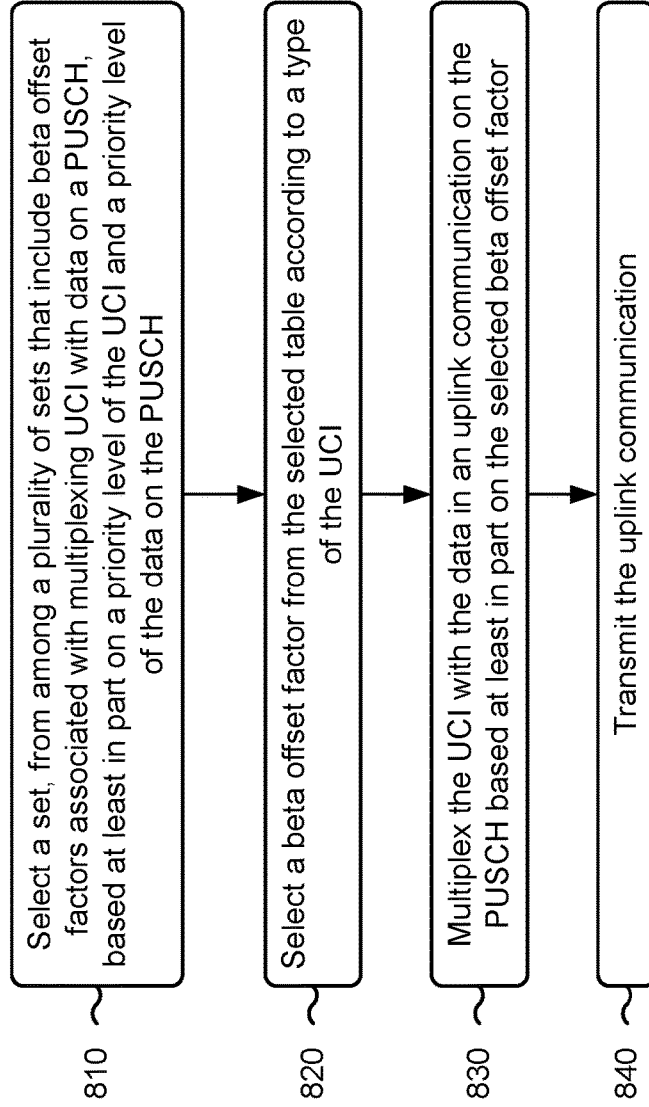 810
Select a set, from among a plurality of sets that include beta offset
factors associated with multiplexing UCI with data on a PUSCH,
based at least in part on a priority level of the UCI and a priority level
of the data on the PUSCH
820
Select a beta offset factor from the selected table according to a type
of the UCI
830
Multiplex the UCI with the data in an uplink communication on the
PUSCH based at least in part on the selected beta offset factor
840
Transmit the uplink communication